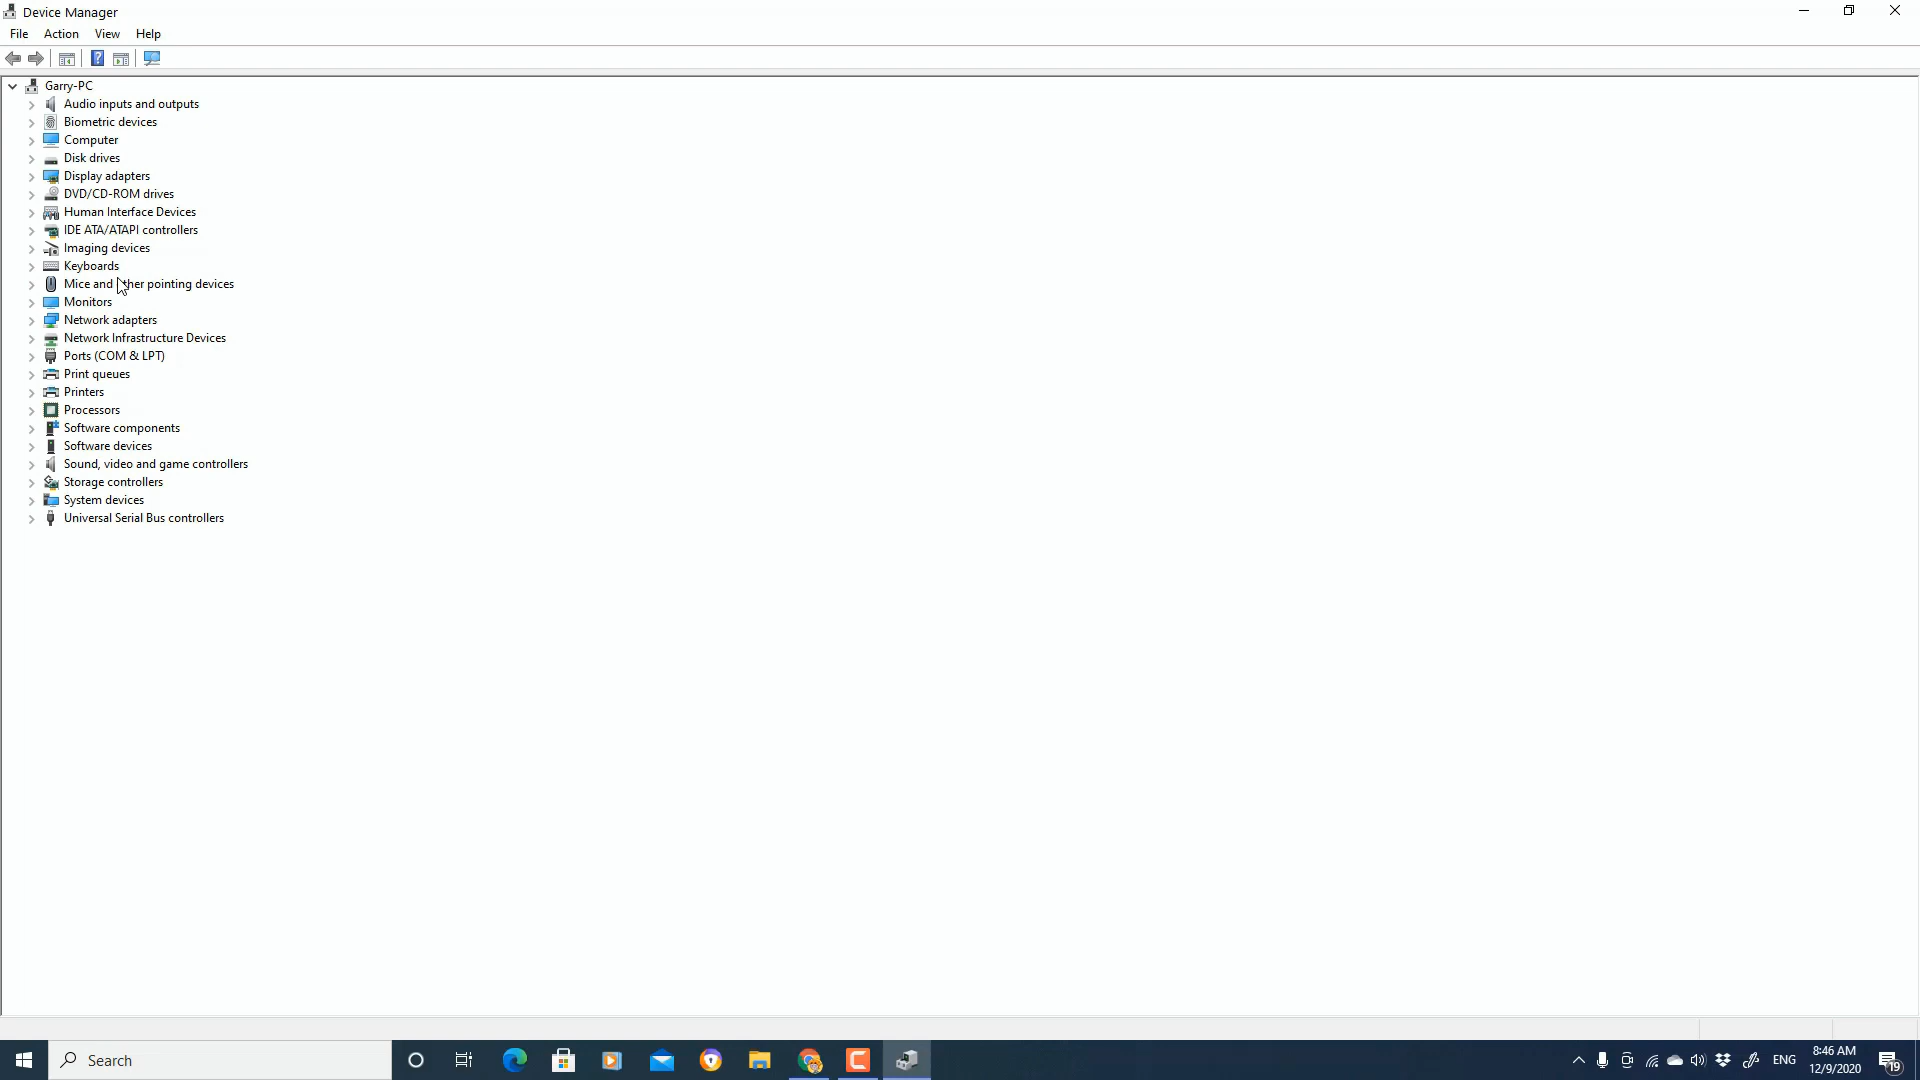 Device Manager
File Action View Help
Garry-PC
Audio inputs and outputs
Biometric devices
Computer
Disk drives
Display adapters
DVD/CD-ROM drives
Human Interface Devices
IDE ATA/ATAPI controllers
Imaging devices
Keyboards
Mice and other pointing devices
Monitors
Network adapters
Network Infrastructure Devices
Ports (COM & LPT)
Print queues
Printers
Processors
Software components
Software devices
Sound, video and game controllers
Storage controllers
System devices
Universal Serial Bus controllers
Search
ENG
8:46 AM
12/9/2020
19